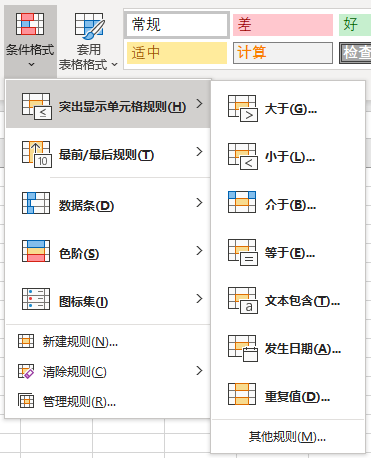 条件格式
套用
表格格式
常规
差
好
适中
计算
检查
突出显示单元格规则(H)
最前/最后规则(T)
数据条(D)
色阶(S)
图标集(I)
新建规则(N)...
清除规则(C)
管理规则(R)...
大于(G)...
小于(L)...
介于(B)...
等于(E)...
文本包含(T)...
发生日期(A)...
重复值(D)...
其他规则(M)...